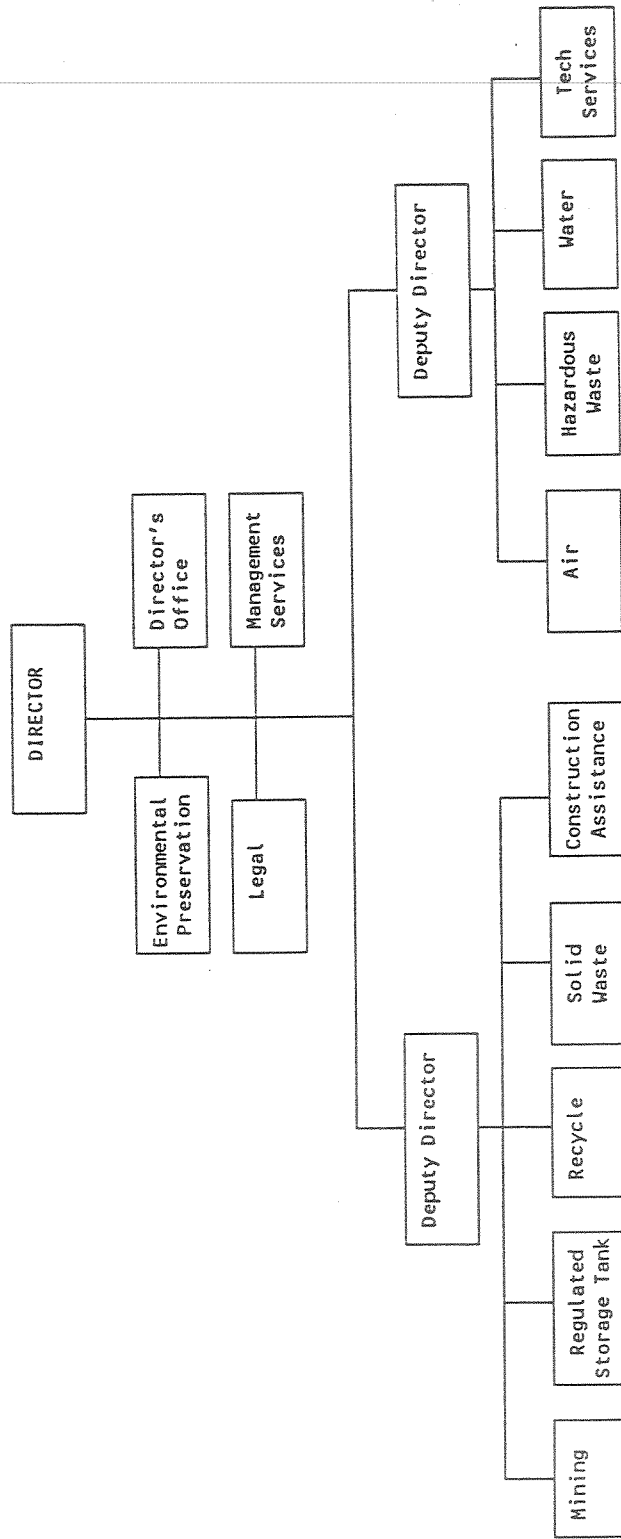 DIRECTOR
Environmental
Preservation
Director's
Office
Legal
Management
Services
Deputy Director
Deputy Director
Mining
Regulated
Storage Tank
Recycle
Solid
Waste
Construction
Assistance
Air
Hazardous
Waste
Water
Tech
Services